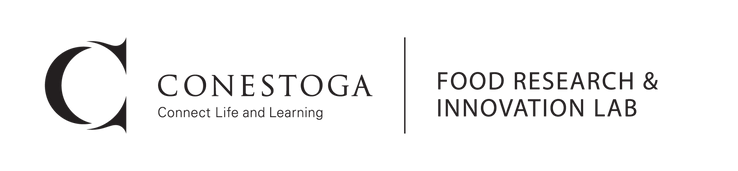 CONESTOGA
Connect Life and Learning
FOOD RESEARCH &
INNOVATION LAB